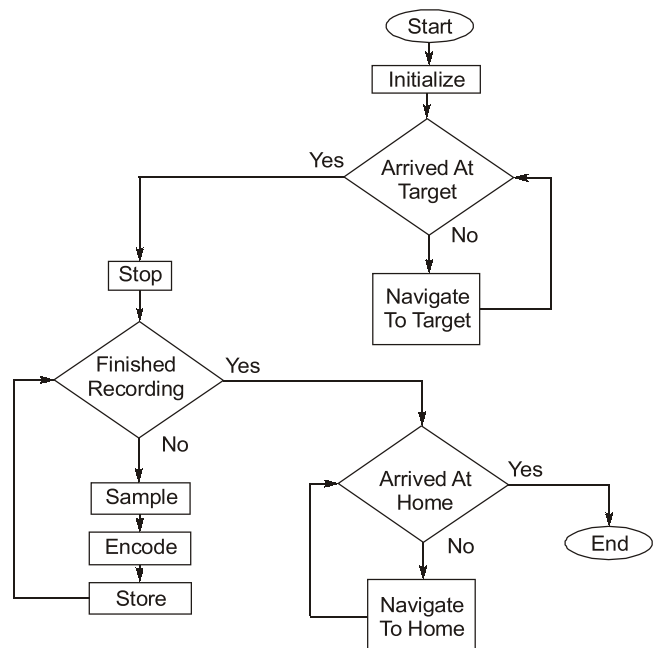 Start
Initialize
Yes
Arrived At
Target
No
Navigate
To Target
Stop
Finished
Recording
Yes
No
Sample
Encode
Store
Arrived At
Home
Yes
No
End
Navigate
To Home